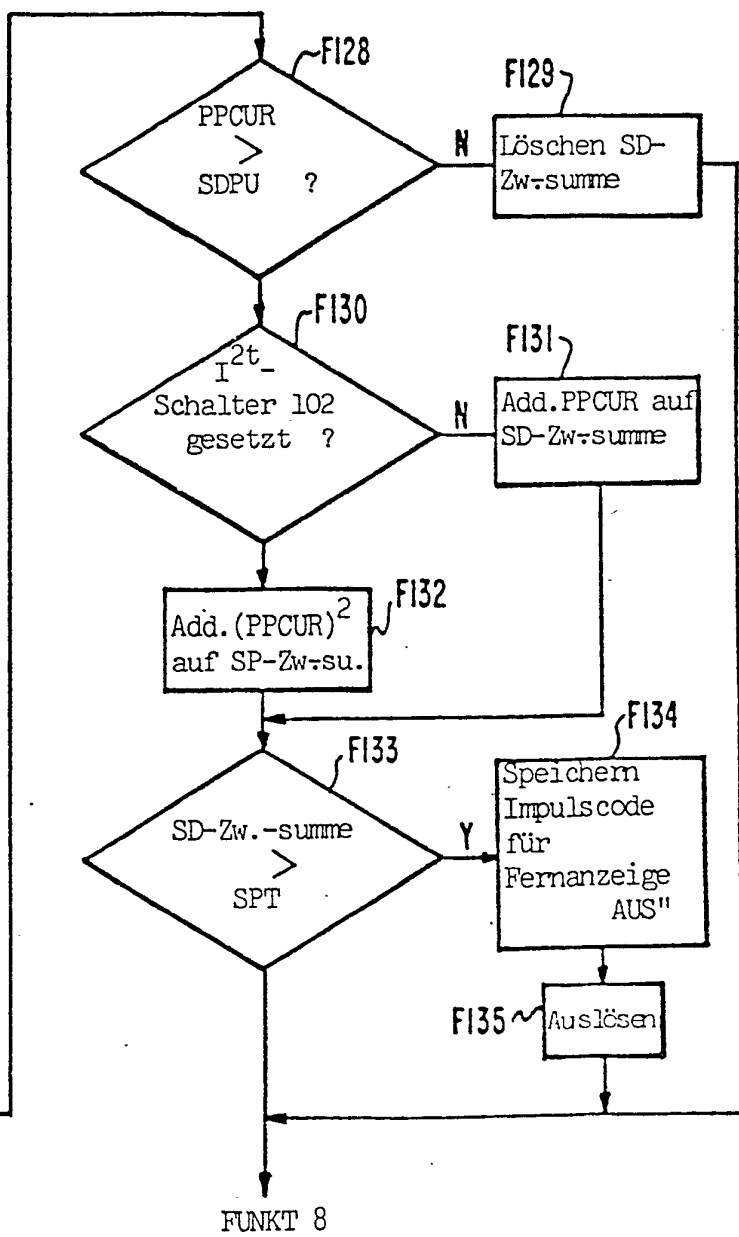 F128
PPCUR
>
SDPU ?
N
F129
Löschen SD-
Zw.-summe
F130
I²ᵗ-
Schalter 102
gesetzt ?
N
F131
Add.PPCUR auf
SD-Zw.-summe
F132
Add.(PPCUR)²
auf SP-Zw.-su.
F133
SD-Zw.-summe
>
SPT
Y
F134
Speichern
Impulscode
für
Fernanzeige
AUS"
F135
Auslösen
FUNKT 8